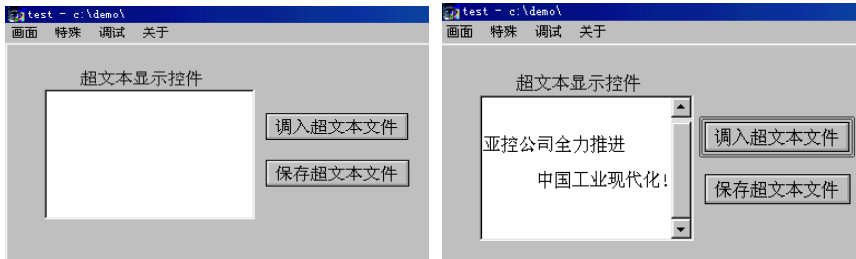 test - c:\demo\
画面 特殊 调试 关于
超文本显示控件
调入超文本文件
保存超文本文件
test - c:\demo\
画面 特殊 调试 关于
超文本显示控件
亚控公司全力推进
中国工业现代化!
调入超文本文件
保存超文本文件